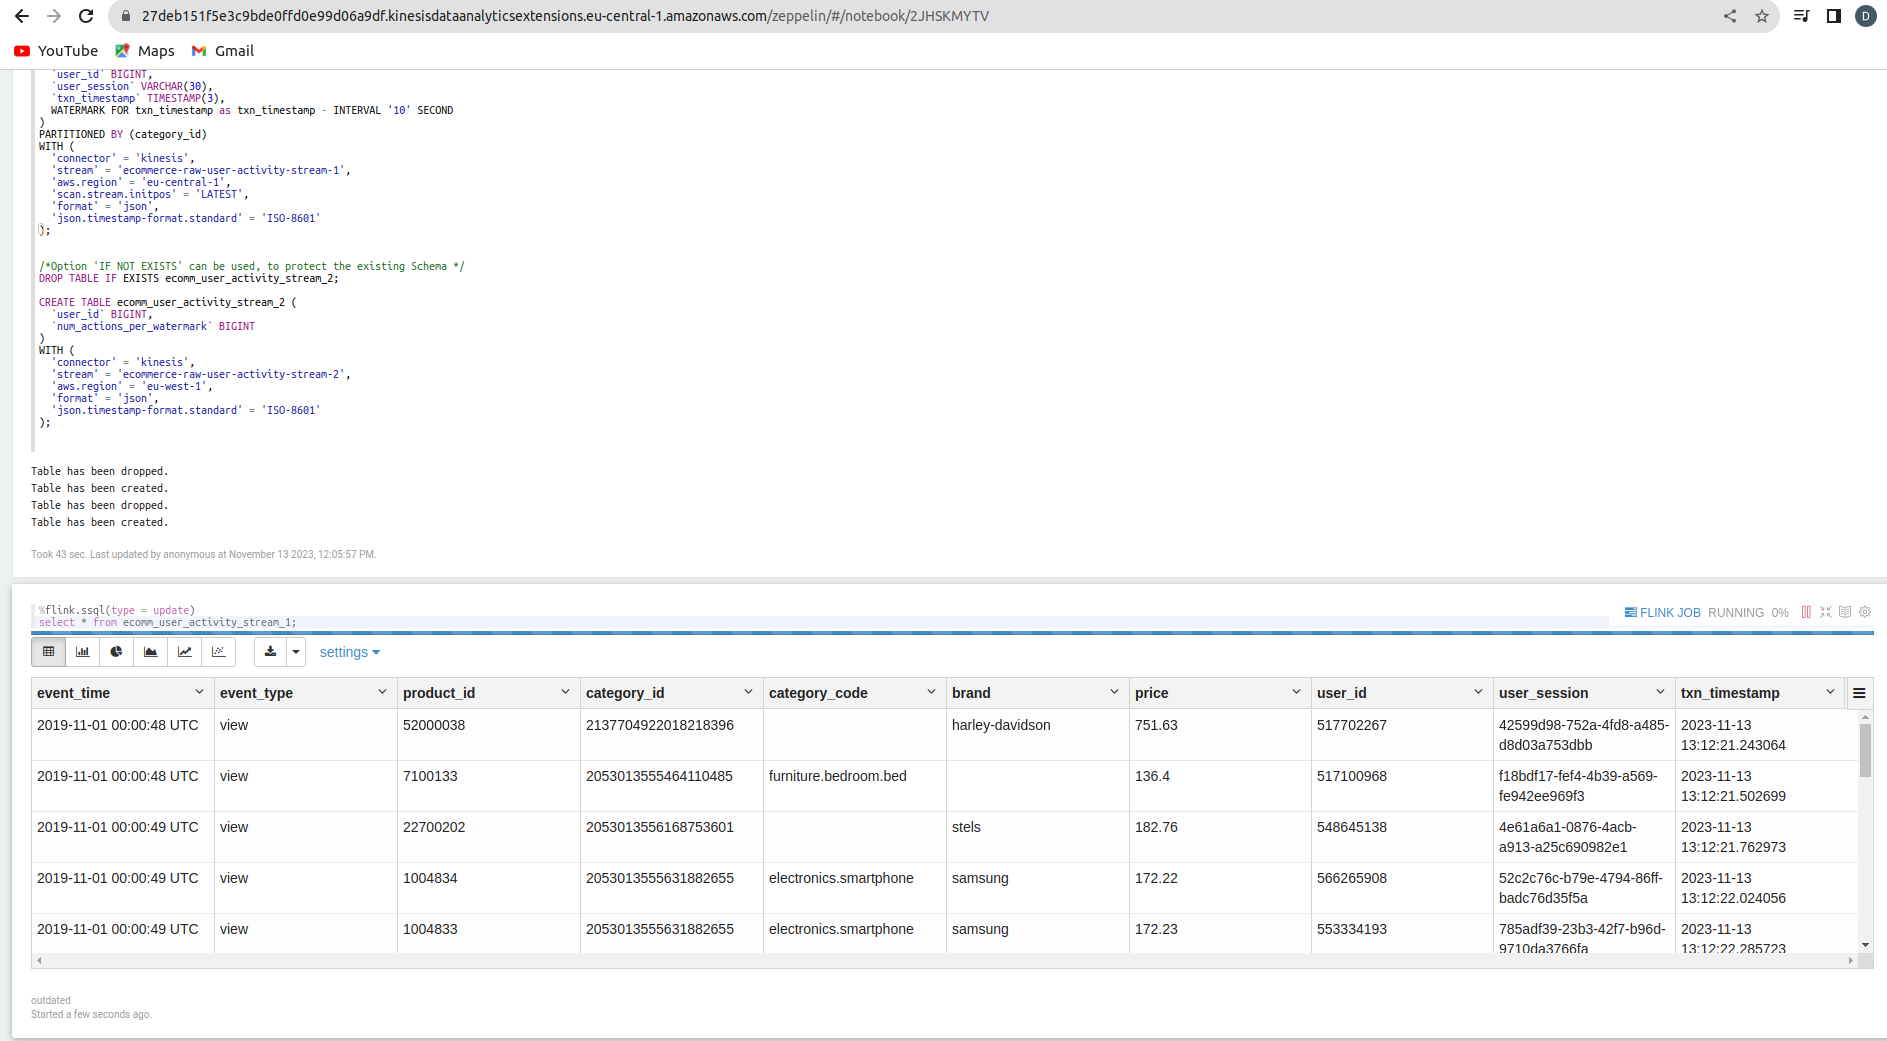 27deb151f5e3c9bde0ffd0e99d06a9df.kinesisdataanalyticsextensions.eu-central-1.amazonaws.com/zeppelin/#/notebook/2JHSKMYTV
D
YouTube Maps Gmail
`user_id` BIGINT,
`user_session` VARCHAR(30),
`txn_timestamp` TIMESTAMP(3),
WATERMARK FOR txn_timestamp as txn_timestamp - INTERVAL '10' SECOND
)
PARTITIONED BY (category_id)
WITH (
'connector' = 'kinesis',
'stream' = 'ecommerce-raw-user-activity-stream-1',
'aws.region' = 'eu-central-1',
'scan.stream.initpos' = 'LATEST',
'format' = 'json',
'json.timestamp-format.standard' = 'ISO-8601'
);
/*Option 'IF NOT EXISTS' can be used, to protect the existing Schema */
DROP TABLE IF EXISTS ecomm_user_activity_stream_2;
CREATE TABLE ecomm_user_activity_stream_2 (
`user_id` BIGINT,
`num_actions_per_watermark` BIGINT
)
WITH (
'connector' = 'kinesis',
'stream' = 'ecommerce-raw-user-activity-stream-2',
'aws.region' = 'eu-west-1',
'format' = 'json',
'json.timestamp-format.standard' = 'ISO-8601'
);
Table has been dropped.
Table has been created.
Table has been dropped.
Table has been created.
Took 43 sec. Last updated by anonymous at November 13 2023, 12:05:57 PM.
%flink.ssql(type = update)
select * from ecomm_user_activity_stream_1;
FLINK JOB RUNNING 0%
settings
event_time event_type product_id category_id category_code brand price user_id user_session txn_timestamp
2019-11-01 00:00:48 UTC view 52000038 2137704922018218396 harley-davidson 751.63 517702267 42599d98-752a-4fd8-a485- 2023-11-13
d8d03a753dbb 13:12:21.243064
2019-11-01 00:00:48 UTC view 7100133 2053013555464110485 furniture.bedroom.bed 136.4 517100968 f18bdf17-fef4-4b39-a569- 2023-11-13
fe942ee969f3 13:12:21.502699
2019-11-01 00:00:49 UTC view 22700202 2053013556168753601 stels 182.76 548645138 4e61a6a1-0876-4acb- 2023-11-13
a913-a25c690982e1 13:12:21.762973
2019-11-01 00:00:49 UTC view 1004834 2053013555631882655 electronics.smartphone samsung 172.22 566265908 52c2c76c-b79e-4794-86ff- 2023-11-13
badc76d35f5a 13:12:22.024056
2019-11-01 00:00:49 UTC view 1004833 2053013555631882655 electronics.smartphone samsung 172.23 553334193 785adf39-23b3-42f7-b96d- 2023-11-13
9710da3766fa 13:12:22.285723
outdated
Started a few seconds ago.